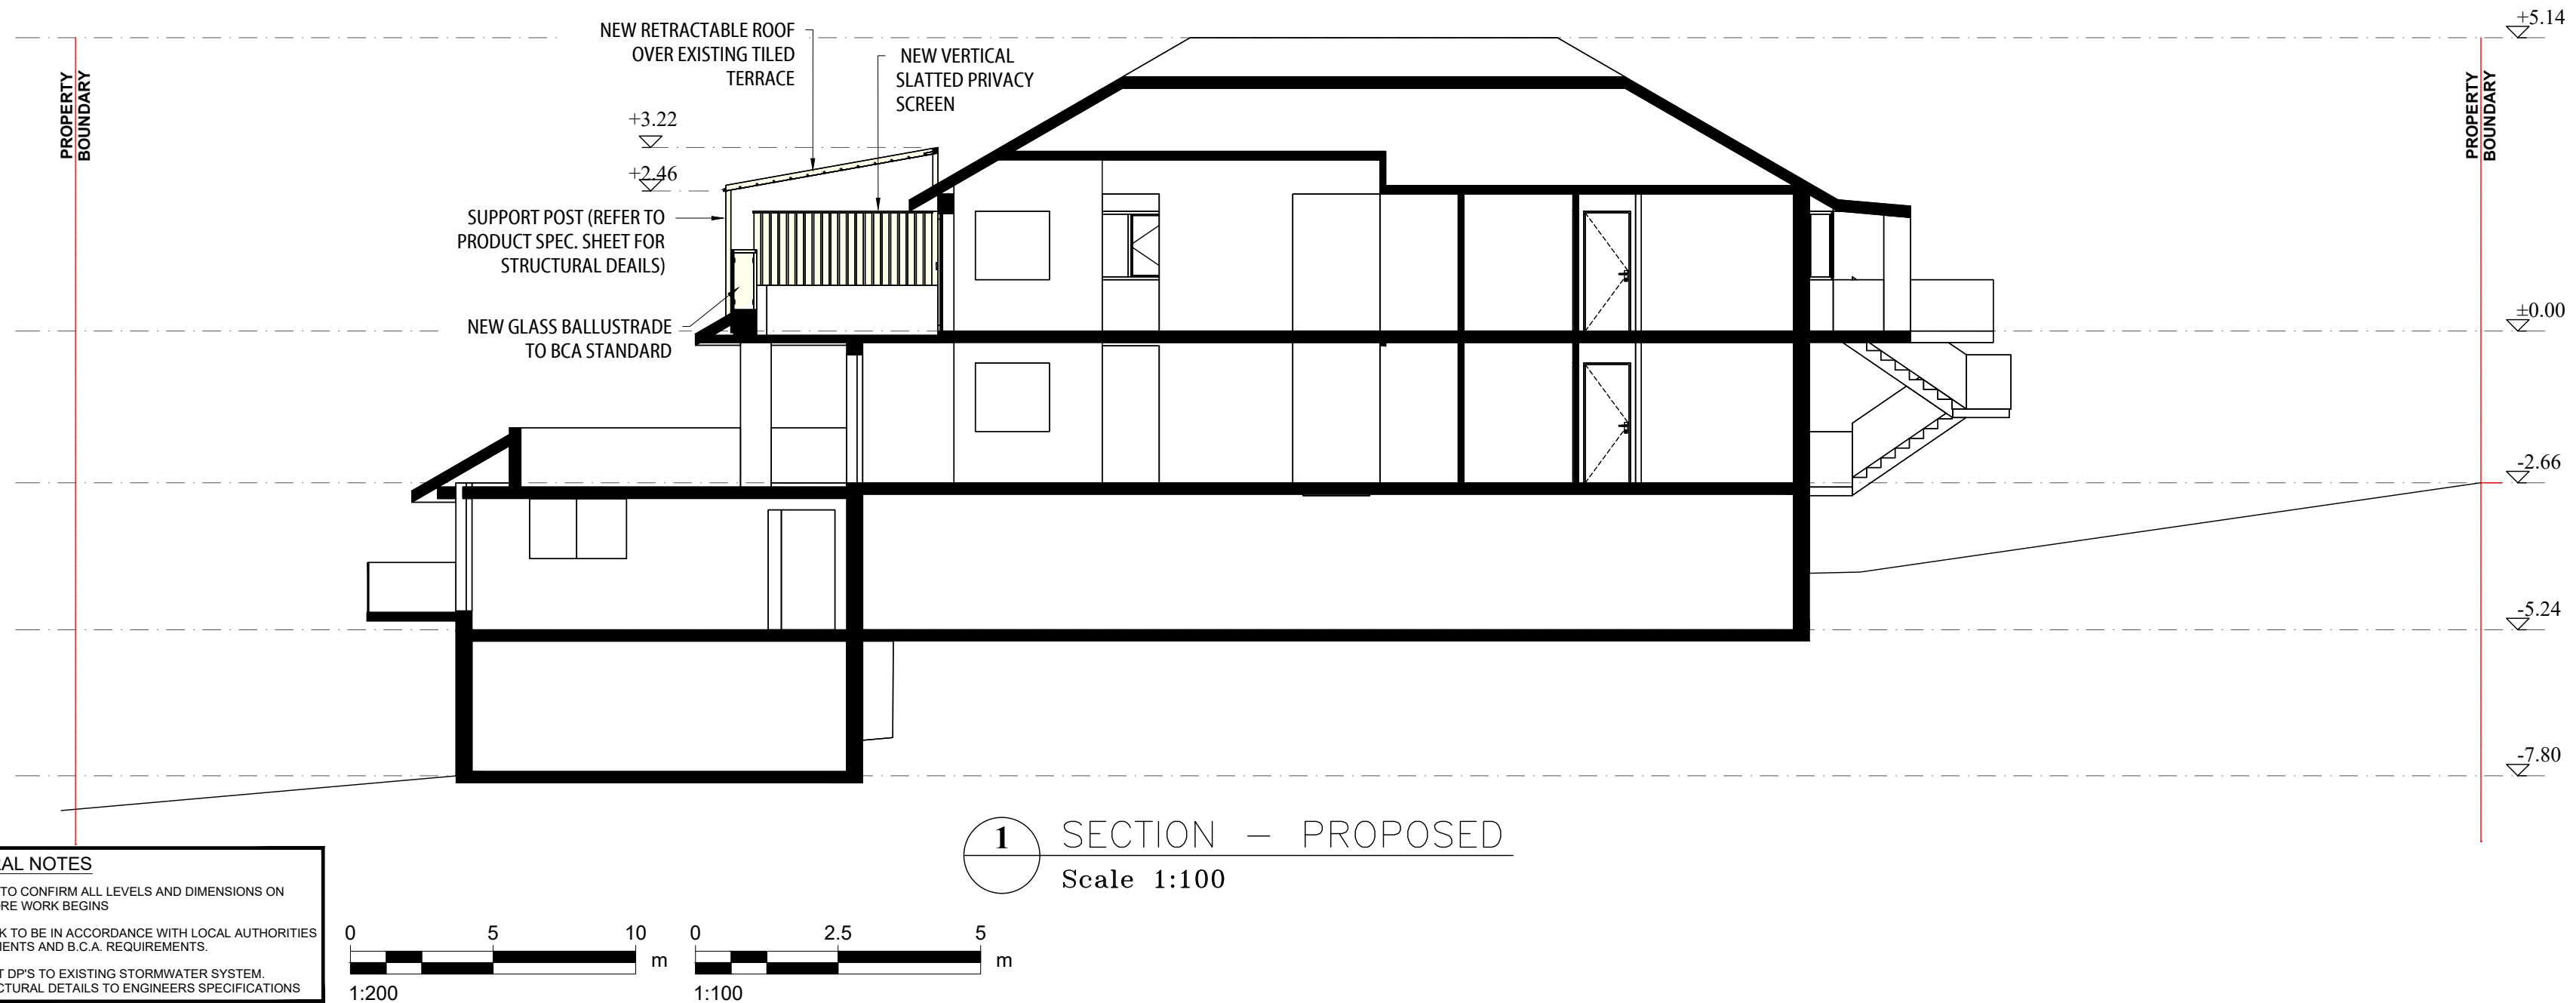 NEW RETRACTABLE ROOF
OVER EXISTING TILED
TERRACE
NEW VERTICAL
SLATTED PRIVACY
SCREEN
+5.14
PROPERTY
BOUNDARY
PROPERTY
BOUNDARY
+3.22
+2.46
SUPPORT POST (REFER TO
PRODUCT SPEC. SHEET FOR
STRUCTURAL DEAILS)
NEW GLASS BALLUSTRADE
TO BCA STANDARD
±0.00
-2.66
-5.24
-7.80
1
SECTION – PROPOSED
Scale 1:100
RAL NOTES
TO CONFIRM ALL LEVELS AND DIMENSIONS ON
ORE WORK BEGINS
K TO BE IN ACCORDANCE WITH LOCAL AUTHORITIES
MENTS AND B.C.A. REQUIREMENTS.
T DP'S TO EXISTING STORMWATER SYSTEM.
CTURAL DETAILS TO ENGINEERS SPECIFICATIONS
0 5 10
m
1:200
0 2.5 5
m
1:100